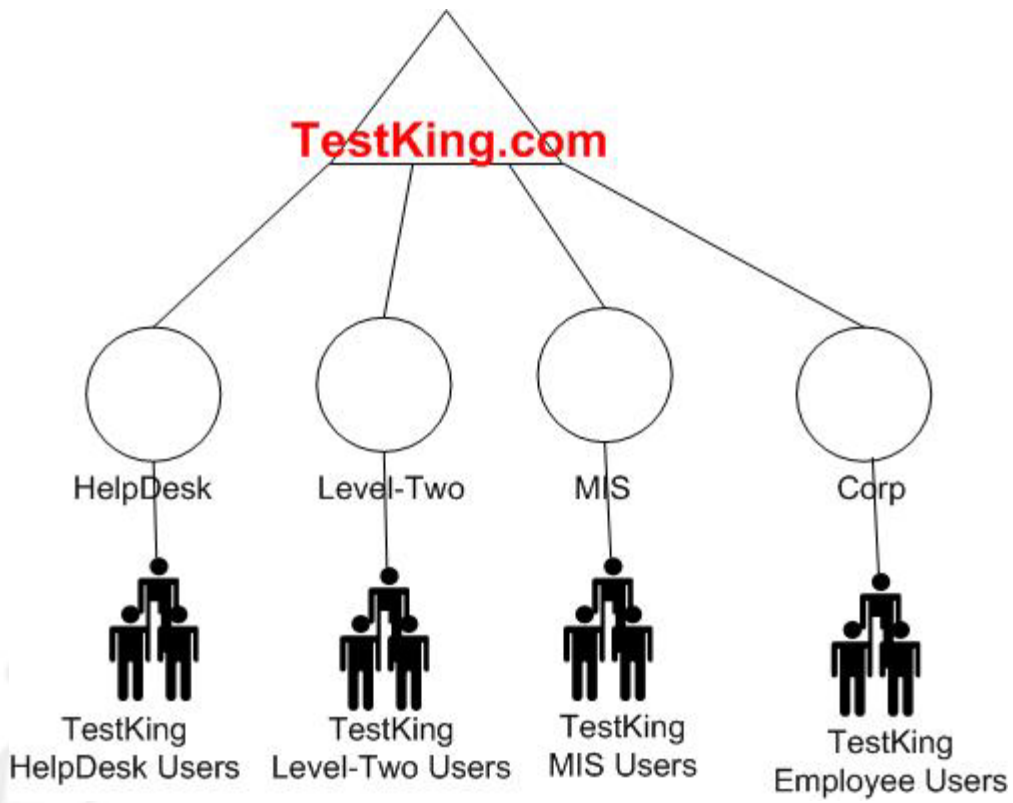 TestKing.com
HelpDesk
Level-Two
MIS
Corp
TestKing
HelpDesk Users
TestKing
Level-Two Users
TestKing
MIS Users
TestKing
Employee Users